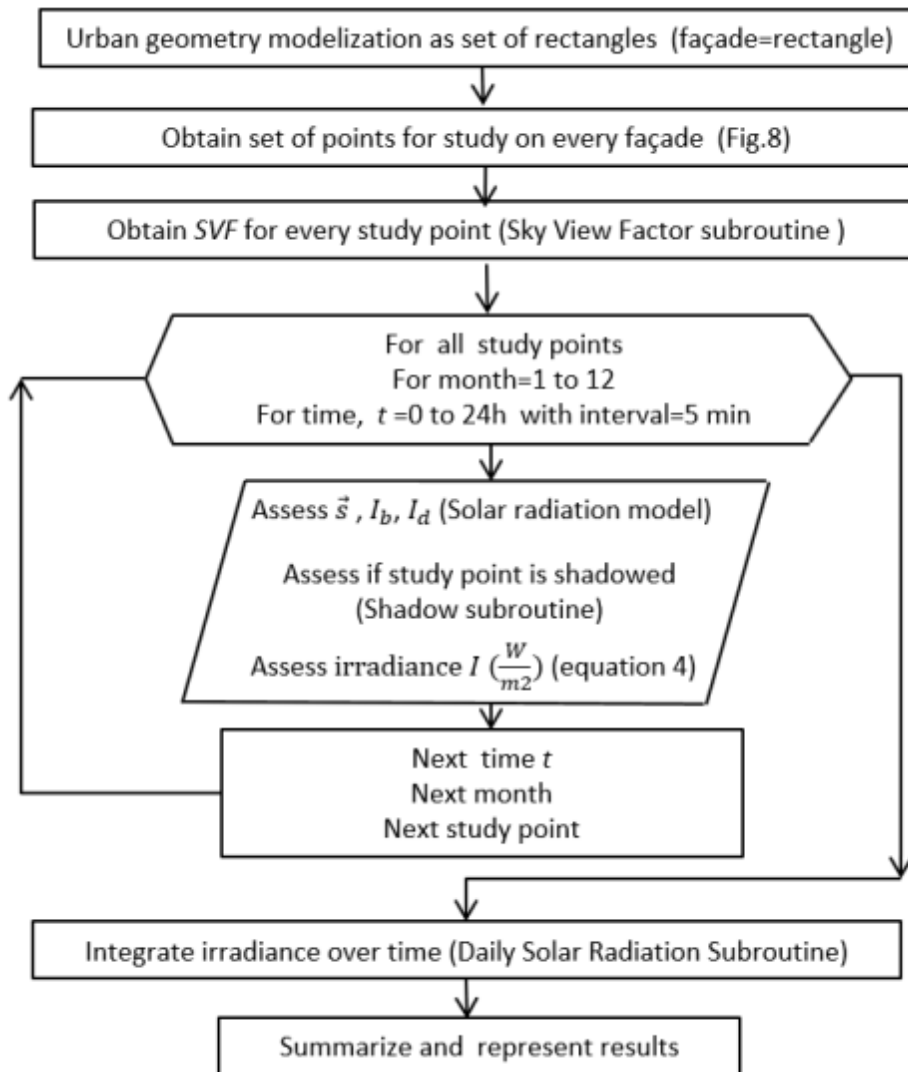 Urban geometry modelization as set of rectangles (façade=rectangle)
Obtain set of points for study on every façade (Fig.8)
Obtain SVF for every study point (Sky View Factor subroutine )
For all study points
For month=1 to 12
For time, t =0 to 24h with interval=5 min
Assess s⃗ , I_b, I_d (Solar radiation model)
Assess if study point is shadowed
(Shadow subroutine)
Assess irradiance I (W/m2) (equation 4)
Next time t
Next month
Next study point
Integrate irradiance over time (Daily Solar Radiation Subroutine)
Summarize and represent results